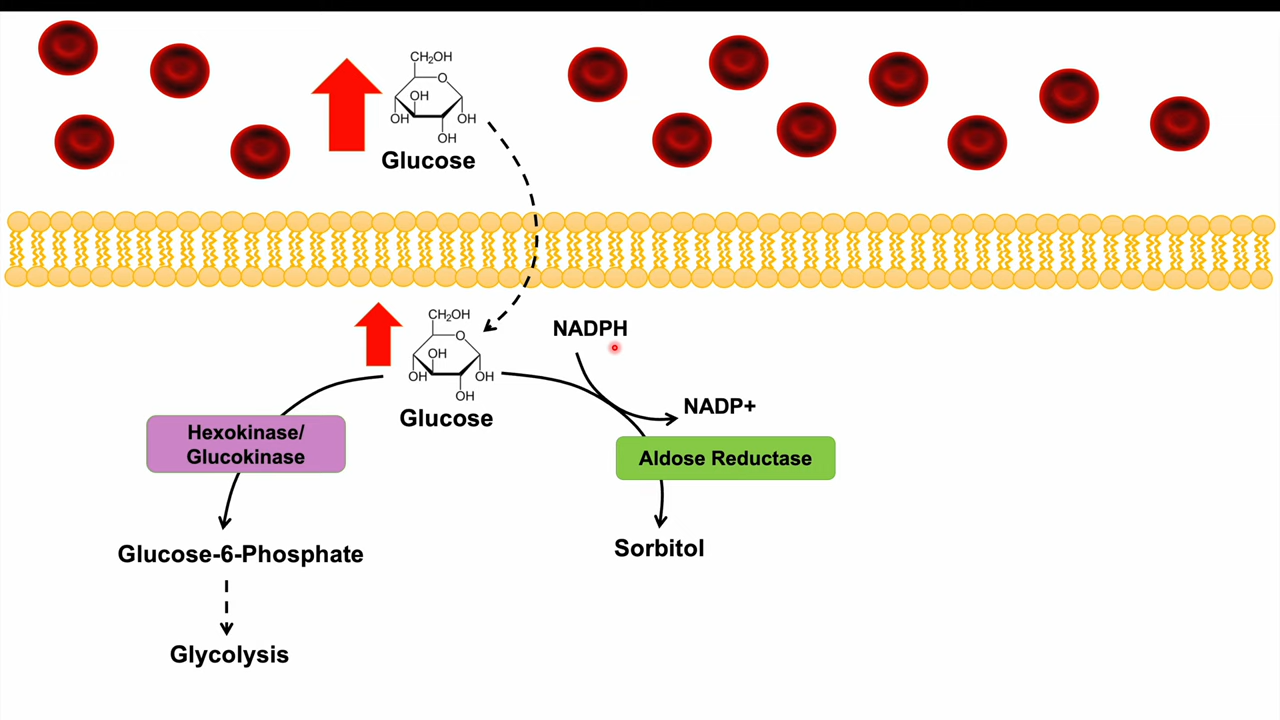 CH₂OH
O
OH
OH
OH
OH
Glucose
CH₂OH
O
OH
OH
OH
OH
Glucose
NADPH
NADP+
Hexokinase/
Glucokinase
Aldose Reductase
Glucose-6-Phosphate
Sorbitol
Glycolysis